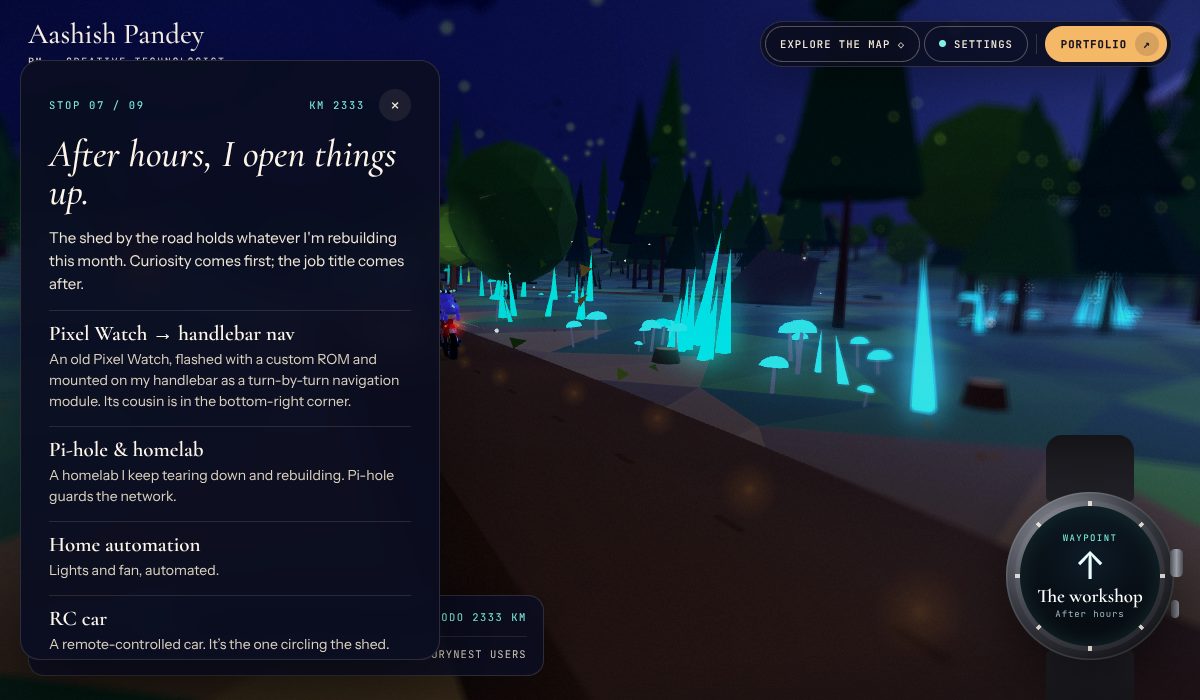 Aashish Pandey
EXPLORE THE MAP ◇
SETTINGS
PORTFOLIO ↗
STOP 07 / 09
KM 2333
×
After hours, I open things
up.
The shed by the road holds whatever I'm rebuilding
this month. Curiosity comes first; the job title comes
after.
Pixel Watch → handlebar nav
An old Pixel Watch, flashed with a custom ROM and
mounted on my handlebar as a turn-by-turn navigation
module. Its cousin is in the bottom-right corner.
Pi-hole & homelab
A homelab I keep tearing down and rebuilding. Pi-hole
guards the network.
Home automation
Lights and fan, automated.
RC car
A remote-controlled car. It's the one circling the shed.
ODO 2333 KM
USERS
WAYPOINT
↑
The workshop
After hours